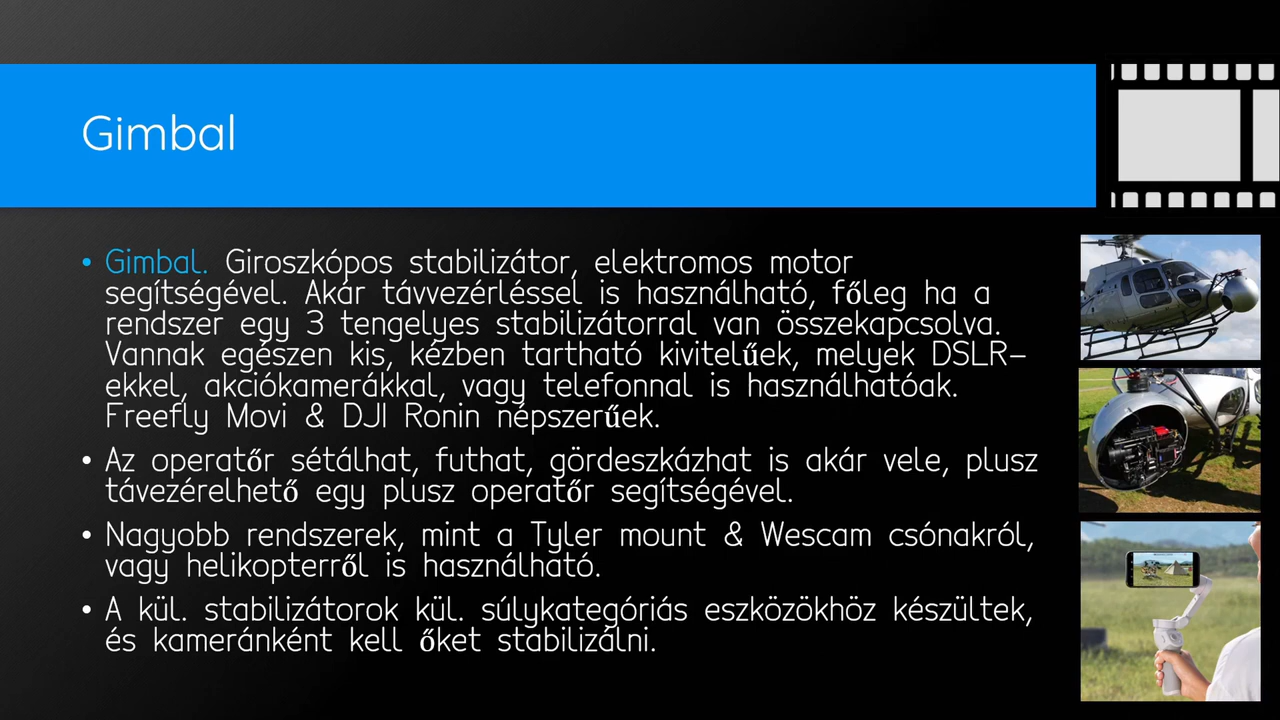 Gimbal
• Gimbal. Giroszkópos stabilizátor, elektromos motor
segítségével. Akár távvezérléssel is használható, főleg ha a
rendszer egy 3 tengelyes stabilizátorral van összekapcsolva.
Vannak egészen kis, kézben tartható kivitelűek, melyek DSLR-
ekkel, akciókamerákkal, vagy telefonnal is használhatóak.
Freefly Movi & DJI Ronin népszerűek.
• Az operatőr sétálhat, futhat, gördeszkázhat is akár vele, plusz
távezérelhető egy plusz operatőr segítségével.
• Nagyobb rendszerek, mint a Tyler mount & Wescam csónakról,
vagy helikopterről is használható.
• A kül. stabilizátorok kül. súlykategóriás eszközökhöz készültek,
és kameránként kell őket stabilizálni.